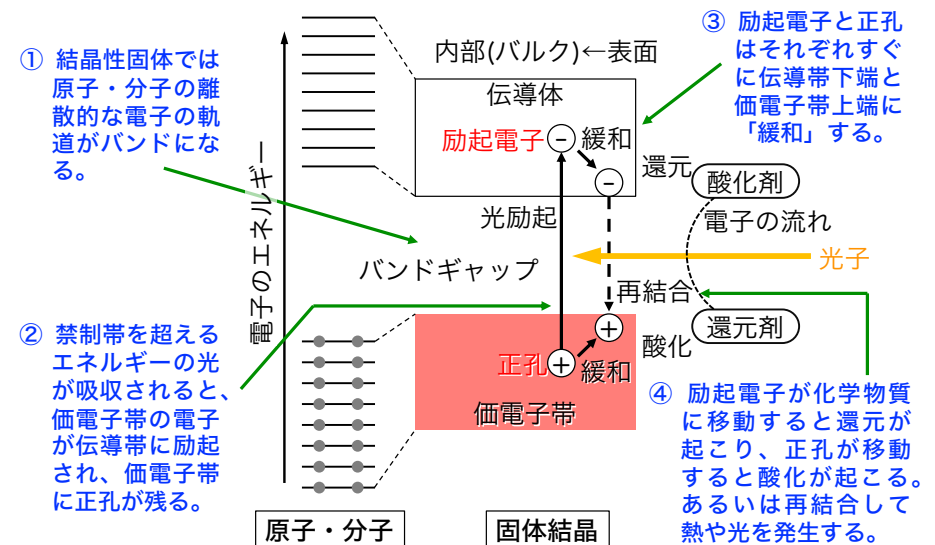 ① 結晶性固体では
原子・分子の離
散的な電子の軌
道がバンドにな
る。
② 禁制帯を超える
エネルギーの光
が吸収されると、
価電子帯の電子
が伝導帯に励起
され、価電子帯
に正孔が残る。
電子のエネルギー
内部(バルク)←表面
伝導体
励起電子
−
緩和
−
光励起
バンドギャップ
再結合
+
正孔
+
緩和
価電子帯
原子・分子
固体結晶
③ 励起電子と正孔
はそれぞれすぐ
に伝導帯下端と
価電子帯上端に
「緩和」する。
還元
酸化剤
電子の流れ
光子
還元剤
酸化
④ 励起電子が化学物質
に移動すると還元が
起こり、正孔が移動
すると酸化が起こる。
あるいは再結合して
熱や光を発生する。